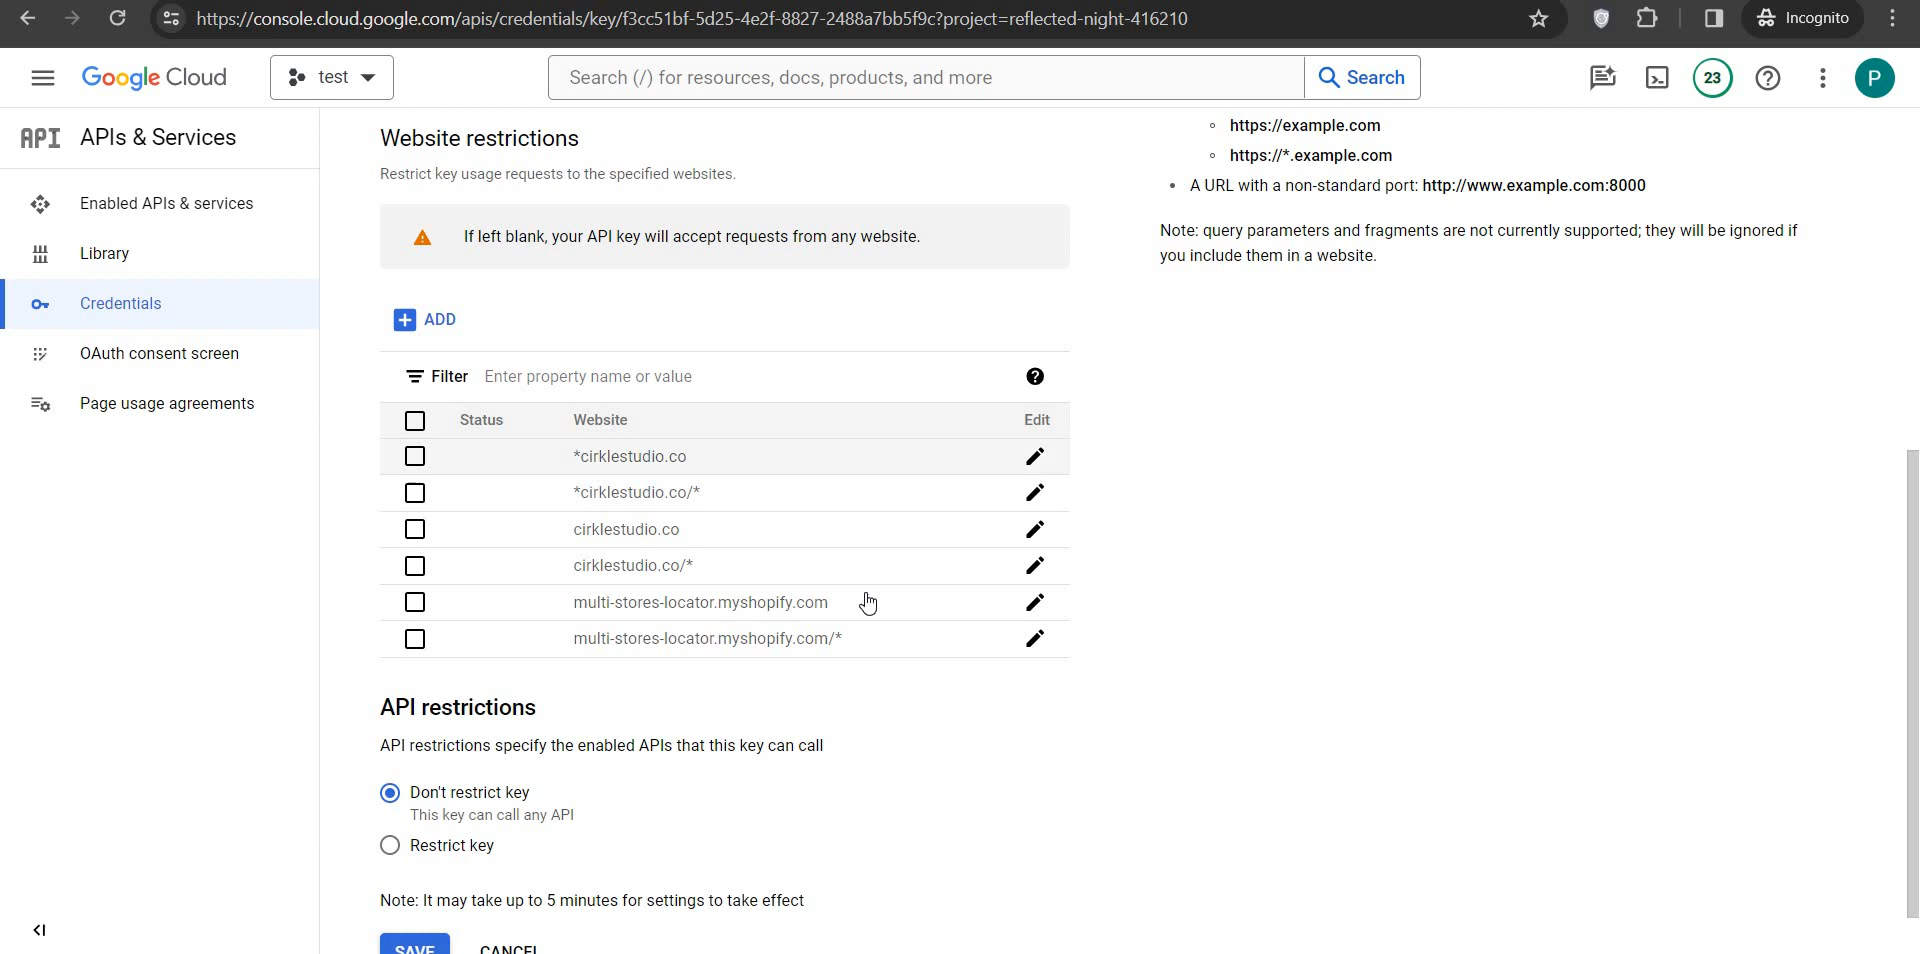 https://console.cloud.google.com/apis/credentials/key/f3cc51bf-5d25-4e2f-8827-2488a7bb5f9c?project=reflected-night-416210
Incognito
Google Cloud
test
Search (/) for resources, docs, products, and more
Search
23
P
API APIs & Services
Enabled APIs & services
Library
Credentials
OAuth consent screen
Page usage agreements
Website restrictions
Restrict key usage requests to the specified websites.
If left blank, your API key will accept requests from any website.
ADD
Filter Enter property name or value
Status Website Edit
*cirklestudio.co
*cirklestudio.co/*
cirklestudio.co
cirklestudio.co/*
multi-stores-locator.myshopify.com
multi-stores-locator.myshopify.com/*
API restrictions
API restrictions specify the enabled APIs that this key can call
Don't restrict key
This key can call any API
Restrict key
Note: It may take up to 5 minutes for settings to take effect
SAVE CANCEL
https://example.com
https://*.example.com
A URL with a non-standard port: http://www.example.com:8000
Note: query parameters and fragments are not currently supported; they will be ignored if
you include them in a website.